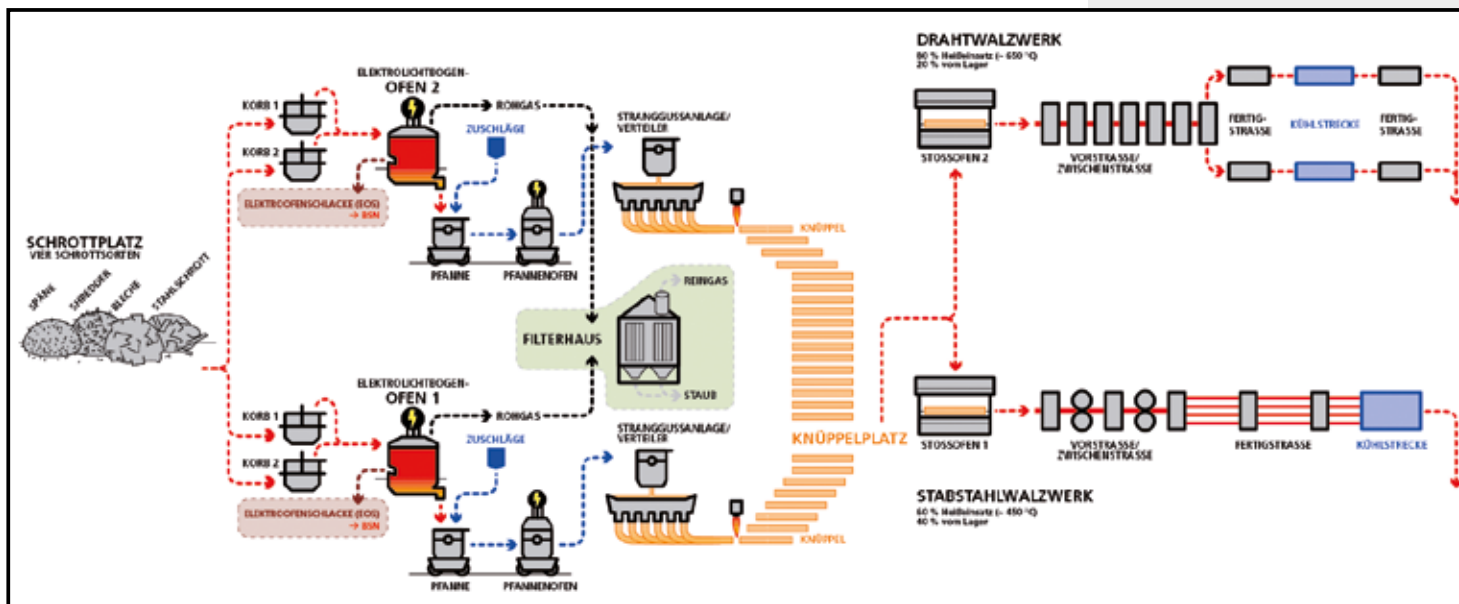 SCHROTTPLATZ
VIER SCHROTTSORTEN
SPÄNE
SHREDDER
BLECHE
STAHLSCHROTT
KORB 1
KORB 2
ELEKTROLICHTBOGEN-
OFEN 2
ROHGAS
ZUSCHLÄGE
ELEKTROOFENSCHLACKE (EOS)
→ BSN
PFANNE
PFANNENOFEN
STRANGGUSSANLAGE/
VERTEILER
KNÜPPEL
FILTERHAUS
REINGAS
STAUB
KORB 1
KORB 2
ELEKTROLICHTBOGEN-
OFEN 1
ROHGAS
ZUSCHLÄGE
ELEKTROOFENSCHLACKE (EOS)
→ BSN
PFANNE
PFANNENOFEN
STRANGGUSSANLAGE/
VERTEILER
KNÜPPEL
KNÜPPELPLATZ
DRAHTWALZWERK
80 % Heißeinsatz (~ 650 °C)
20 % vom Lager
STOSSOFEN 2
VORSTRASSE/
ZWISCHENSTRASSE
FERTIG-
STRASSE
KÜHLSTRECKE
FERTIG-
STRASSE
STOSSOFEN 1
VORSTRASSE/
ZWISCHENSTRASSE
FERTIGSTRASSE
KÜHLSTRECKE
STABSTAHLWALZWERK
60 % Heißeinsatz (~ 450 °C)
40 % vom Lager